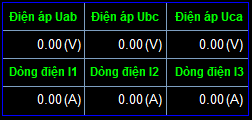 Điện áp Uab Điện áp Ubc Điện áp Uca
0.00 (V) 0.00 (V) 0.00 (V)
Dòng điện I1 Dòng điện I2 Dòng điện I3
0.00 (A) 0.00 (A) 0.00 (A)